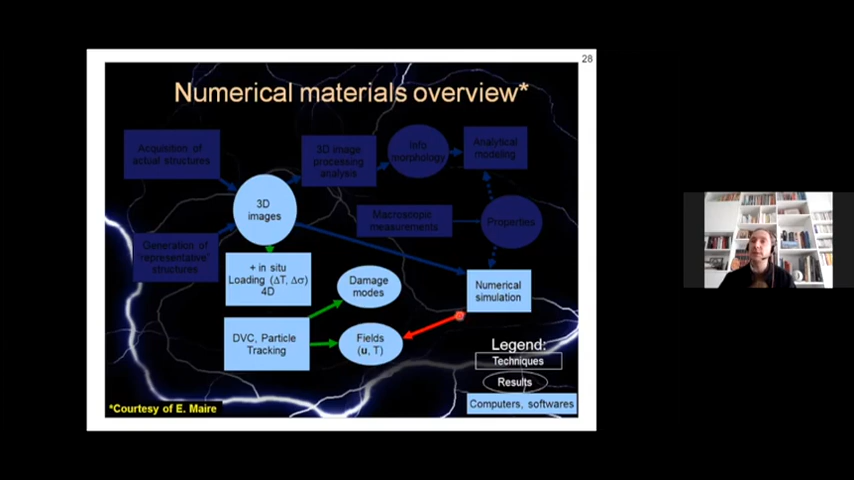 28
Numerical materials overview*
Acquisition of
actual structures
3D image
processing
analysis
Info
morphology
Analytical
modeling
3D
images
Macroscopic
measurements
Properties
Generation of
'representative'
structures
+ in situ
Loading (ΔT, Δσ)
4D
Damage
modes
Numerical
simulation
DVC, Particle
Tracking
Fields
(u, T)
Legend:
Techniques
Results
Computers, softwares
*Courtesy of E. Maire